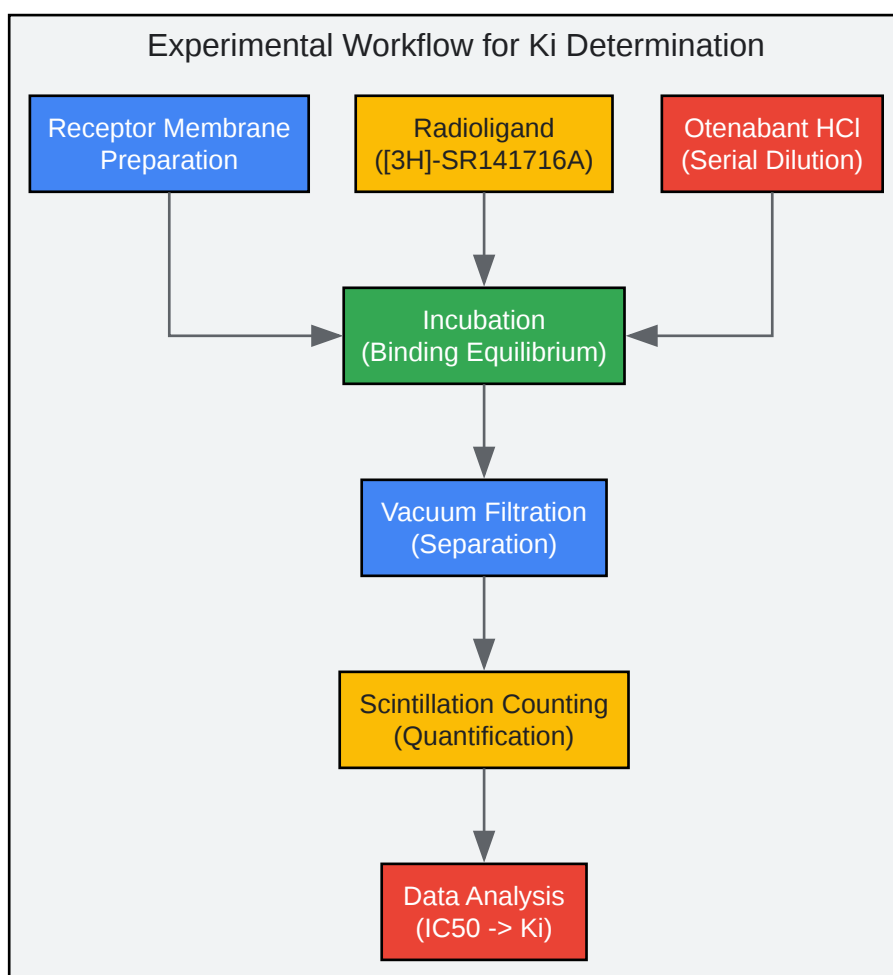 Experimental Workflow for Ki Determination
Receptor Membrane
Preparation
Radioligand
([3H]-SR141716A)
Otenabant HCl
(Serial Dilution)
Incubation
(Binding Equilibrium)
Vacuum Filtration
(Separation)
Scintillation Counting
(Quantification)
Data Analysis
(IC50 -> Ki)